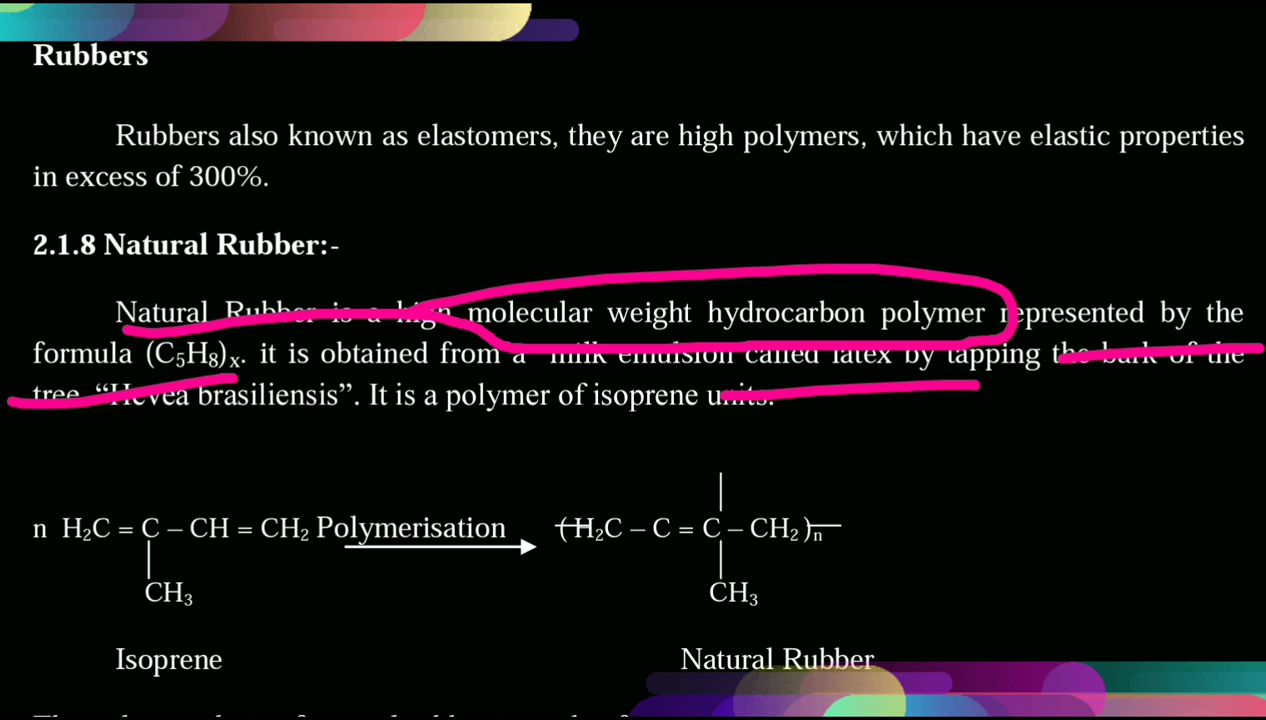 Rubbers
Rubbers also known as elastomers, they are high polymers, which have elastic properties
in excess of 300%.
2.1.8 Natural Rubber:-
Natural Rubber is a high molecular weight hydrocarbon polymer represented by the
formula (C₅H₈)ₓ. it is obtained from a milk emulsion called latex by tapping the bark of the
tree "Hevea brasiliensis". It is a polymer of isoprene units.
n H₂C = C – CH = CH₂ Polymerisation (H₂C – C = C – CH₂)ₙ
CH₃ CH₃
Isoprene Natural Rubber